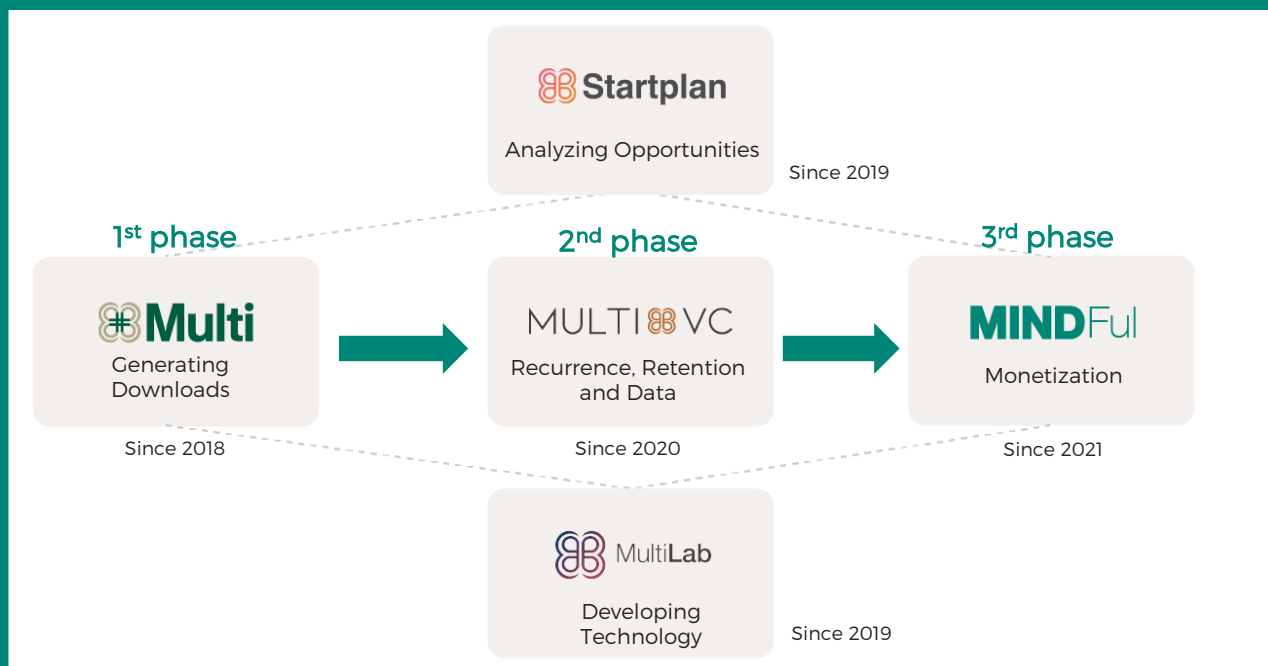 Startplan
Analyzing Opportunities
Since 2019
1st phase
2nd phase
3rd phase
Multi
Generating
Downloads
Since 2018
MULTI VC
Recurrence, Retention
and Data
Since 2020
MINDFul
Monetization
Since 2021
MultiLab
Developing
Technology
Since 2019